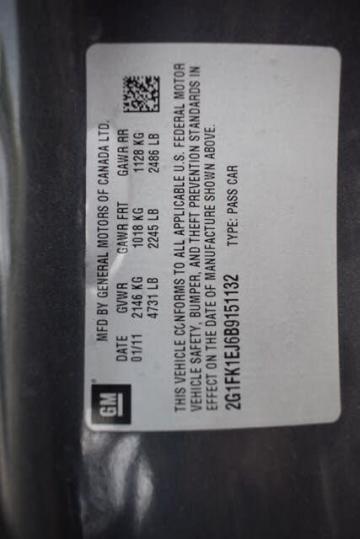 GM
MFD BY GENERAL MOTORS OF CANADA LTD.
DATE GVWR GAWR FRT GAWR RR
01/11 2146 KG 1018 KG 1128 KG
4731 LB 2245 LB 2486 LB
THIS VEHICLE CONFORMS TO ALL APPLICABLE U.S. FEDERAL MOTOR
VEHICLE SAFETY, BUMPER, AND THEFT PREVENTION STANDARDS IN
EFFECT ON THE DATE OF MANUFACTURE SHOWN ABOVE.
2G1FK1EJ6B9151132 TYPE: PASS CAR